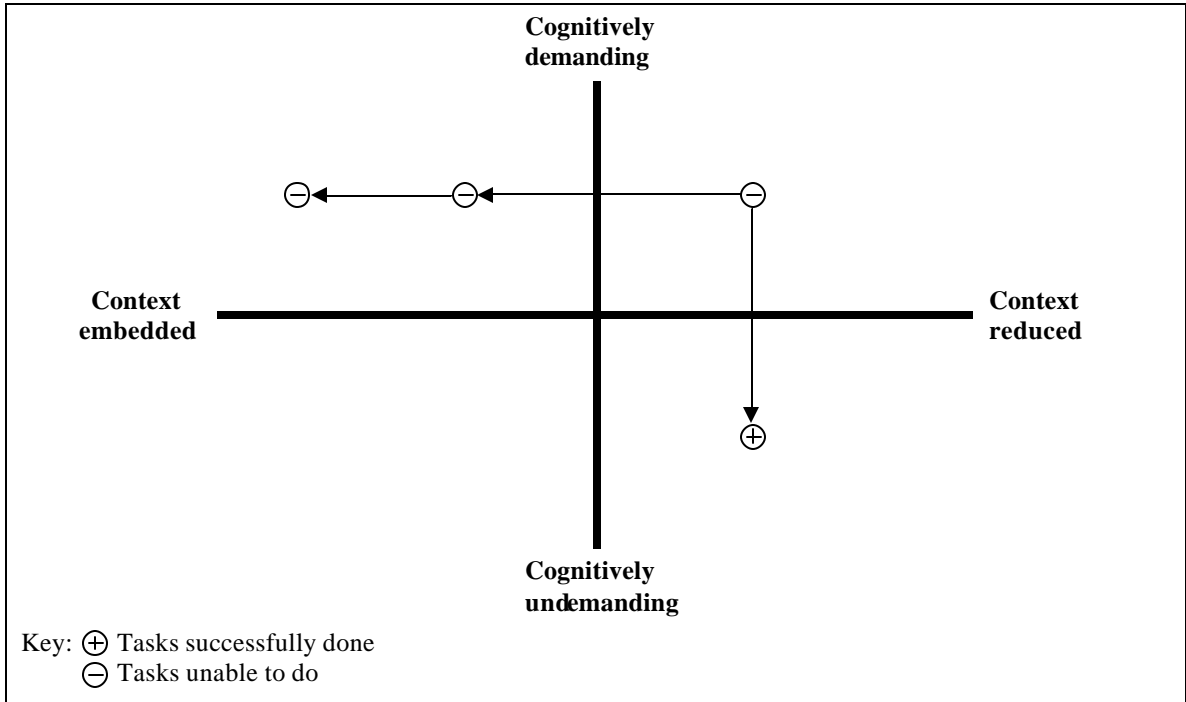 Cognitively
demanding
Context
embedded
Context
reduced
Cognitively
undemanding
Key: ⊕ Tasks successfully done
⊖ Tasks unable to do